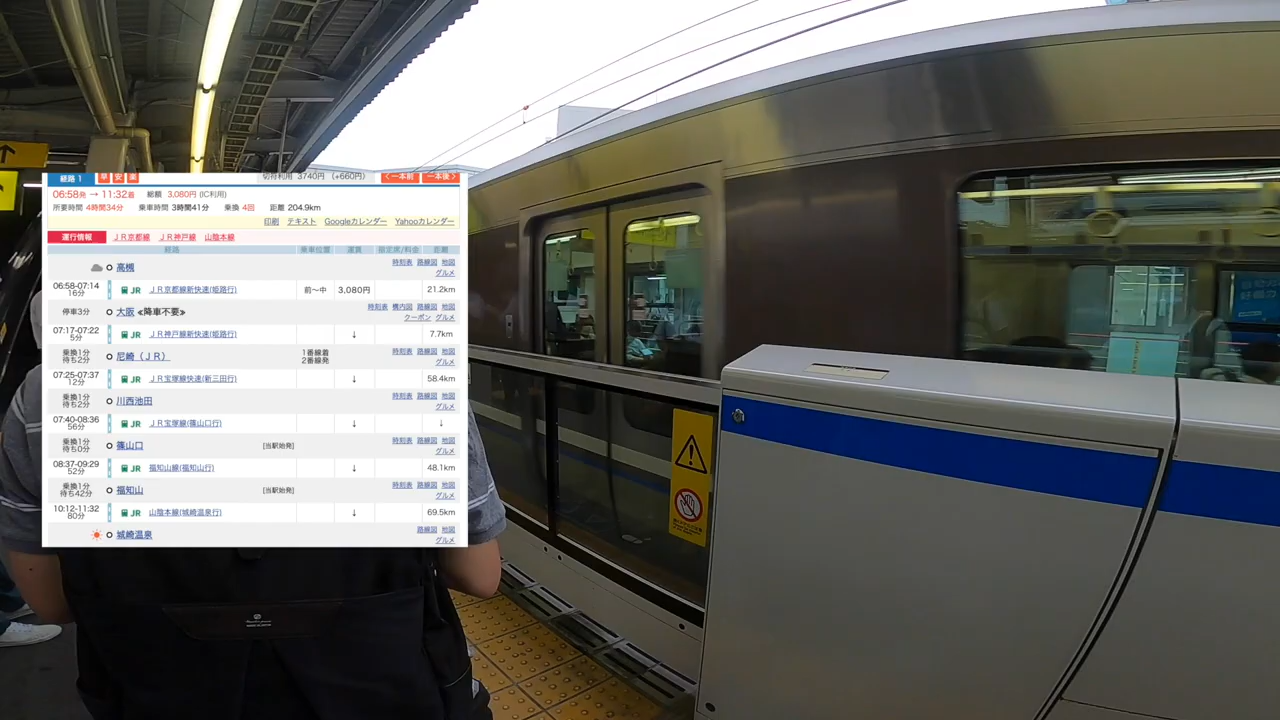 経路 1 早 安 楽 切符利用 3740円 (+660円) <一本前 一本後>
06:58発 → 11:32着 総額 3,080円 (IC利用)
所要時間 4時間34分 乗車時間 3時間41分 乗換 4回 距離 204.9km
印刷 テキスト Googleカレンダー Yahooカレンダー
運行情報 JR京都線 JR神戸線 山陰本線
経路 乗車位置 運賃 指定席/料金 距離
高槻 時刻表 路線図 地図
グルメ
06:58-07:14
16分
JR JR京都線新快速(姫路行) 前〜中 3,080円 21.2km
停車3分 大阪 ≪降車不要≫ 時刻表 構内図 路線図 地図
クーポン グルメ
07:17-07:22
5分
JR JR神戸線新快速(姫路行) ↓ 7.7km
乗換1分
待ち2分
尼崎(JR) 1番線着
2番線発
時刻表 路線図 地図
グルメ
07:25-07:37
12分
JR JR宝塚線快速(新三田行) ↓ 58.4km
乗換1分
待ち2分
川西池田 時刻表 路線図 地図
グルメ
07:40-08:36
56分
JR JR宝塚線(篠山口行) ↓ ↓
乗換1分
待ち0分
篠山口 [当駅始発] 時刻表 路線図 地図
グルメ
08:37-09:29
52分
JR 福知山線(福知山行) ↓ 48.1km
乗換1分
待ち42分
福知山 [当駅始発] 時刻表 路線図 地図
グルメ
10:12-11:32
80分
JR 山陰本線(城崎温泉行) ↓ 69.5km
城崎温泉 路線図 地図
グルメ